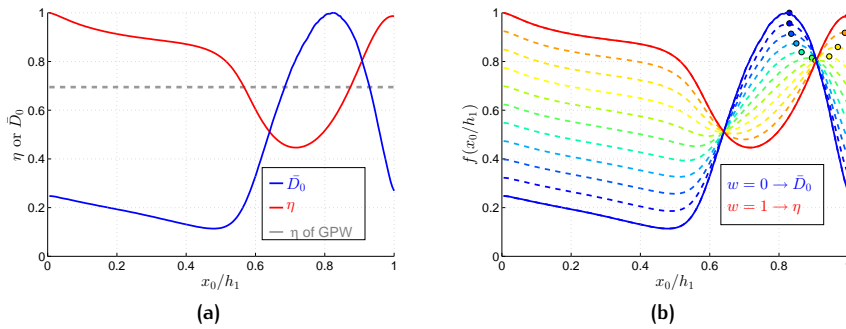 1
0.8
0.6
0.4
0.2
0
η or D̄₀
D̄₀
η
η of GPW
0 0.2 0.4 0.6 0.8 1
x₀/h₁
(a)
1
0.8
0.6
0.4
0.2
0
f(x₀/h₁)
w = 0 → D̄₀
w = 1 → η
0 0.2 0.4 0.6 0.8 1
x₀/h₁
(b)